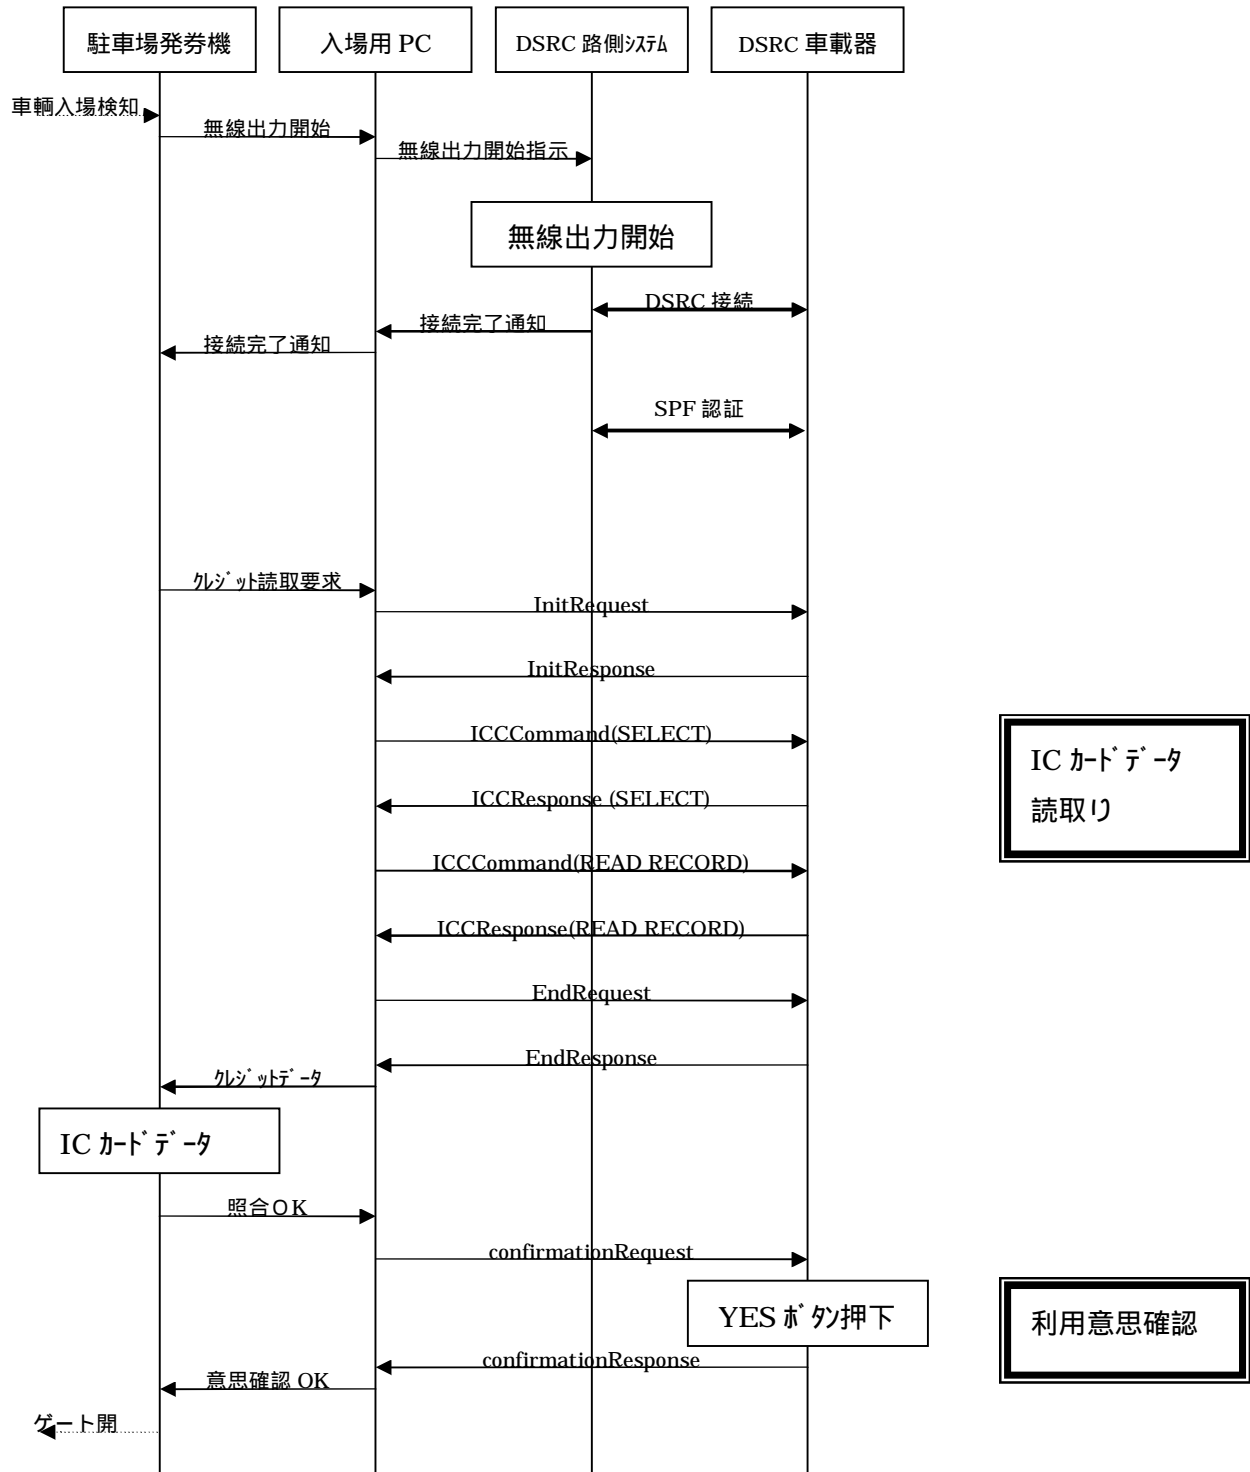 駐車場発券機
入場用 PC
DSRC 路側ｼｽﾃﾑ
DSRC 車載器
車輌入場検知
無線出力開始
無線出力開始指示
無線出力開始
DSRC 接続
接続完了通知
接続完了通知
SPF 認証
ｸﾚｼﾞｯﾄ読取要求
InitRequest
InitResponse
ICCCommand(SELECT)
ICCResponse (SELECT)
IC ｶｰﾄﾞﾃﾞｰﾀ
読取り
ICCCommand(READ RECORD)
ICCResponse(READ RECORD)
EndRequest
EndResponse
ｸﾚｼﾞｯﾄﾃﾞｰﾀ
IC ｶｰﾄﾞﾃﾞｰﾀ
照合ＯK
confirmationRequest
YES ﾎﾞﾀﾝ押下
利用意思確認
confirmationResponse
意思確認 OK
ゲート開